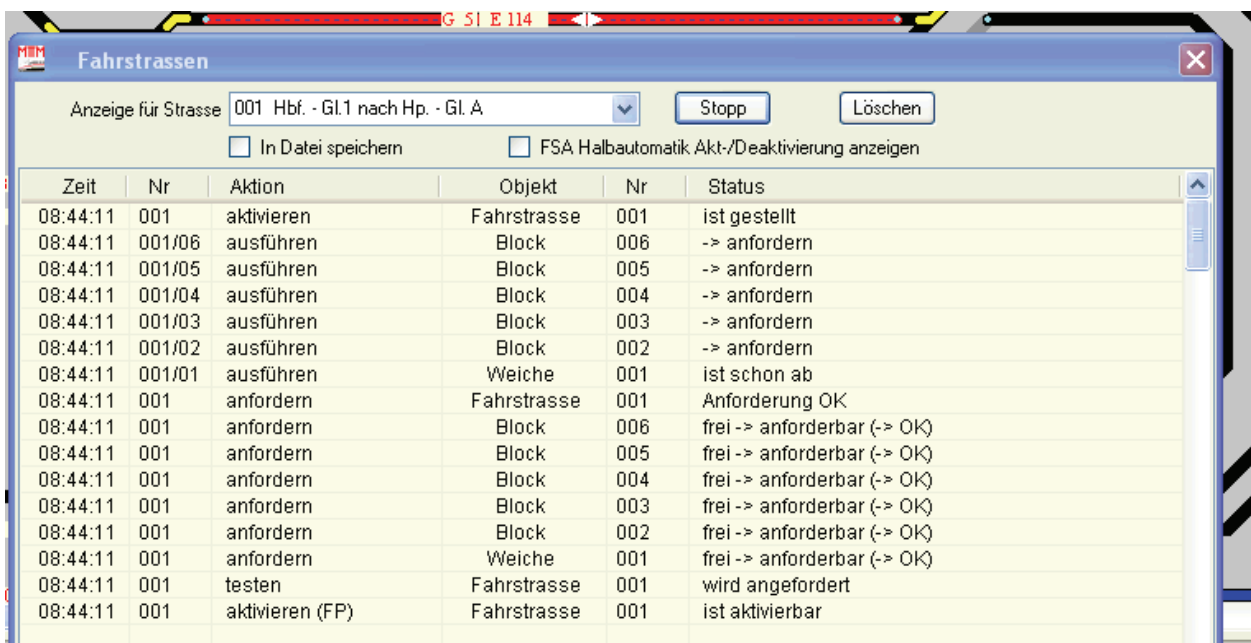 G 51 E 114
Fahrstrassen
Anzeige für Strasse 001 Hbf. - Gl.1 nach Hp. - Gl. A Stopp Löschen
In Datei speichern FSA Halbautomatik Akt-/Deaktivierung anzeigen
Zeit Nr Aktion Objekt Nr Status
08:44:11 001 aktivieren Fahrstrasse 001 ist gestellt
08:44:11 001/06 ausführen Block 006 -> anfordern
08:44:11 001/05 ausführen Block 005 -> anfordern
08:44:11 001/04 ausführen Block 004 -> anfordern
08:44:11 001/03 ausführen Block 003 -> anfordern
08:44:11 001/02 ausführen Block 002 -> anfordern
08:44:11 001/01 ausführen Weiche 001 ist schon ab
08:44:11 001 anfordern Fahrstrasse 001 Anforderung OK
08:44:11 001 anfordern Block 006 frei -> anforderbar (-> OK)
08:44:11 001 anfordern Block 005 frei -> anforderbar (-> OK)
08:44:11 001 anfordern Block 004 frei -> anforderbar (-> OK)
08:44:11 001 anfordern Block 003 frei -> anforderbar (-> OK)
08:44:11 001 anfordern Block 002 frei -> anforderbar (-> OK)
08:44:11 001 anfordern Weiche 001 frei -> anforderbar (-> OK)
08:44:11 001 testen Fahrstrasse 001 wird angefordert
08:44:11 001 aktivieren (FP) Fahrstrasse 001 ist aktivierbar